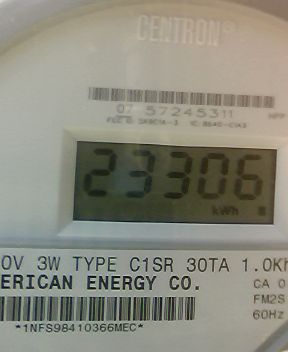 CENTRON®
07 57245311
23306
kWh
0V 3W TYPE C1SR 30TA 1.0Kh
ERICAN ENERGY CO.
CA 0
FM2S
60Hz
*1NFS98410366MEC*